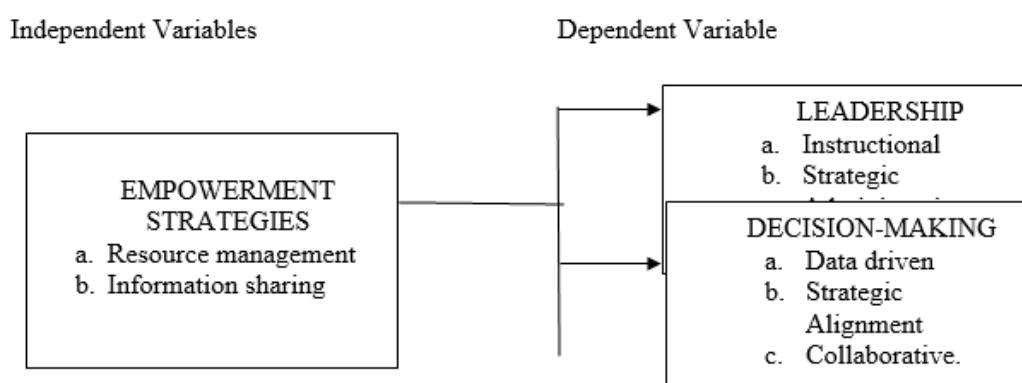 Independent Variables
Dependent Variable
EMPOWERMENT
STRATEGIES
a. Resource management
b. Information sharing
LEADERSHIP
a. Instructional
b. Strategic
DECISION-MAKING
a. Data driven
b. Strategic
Alignment
c. Collaborative.